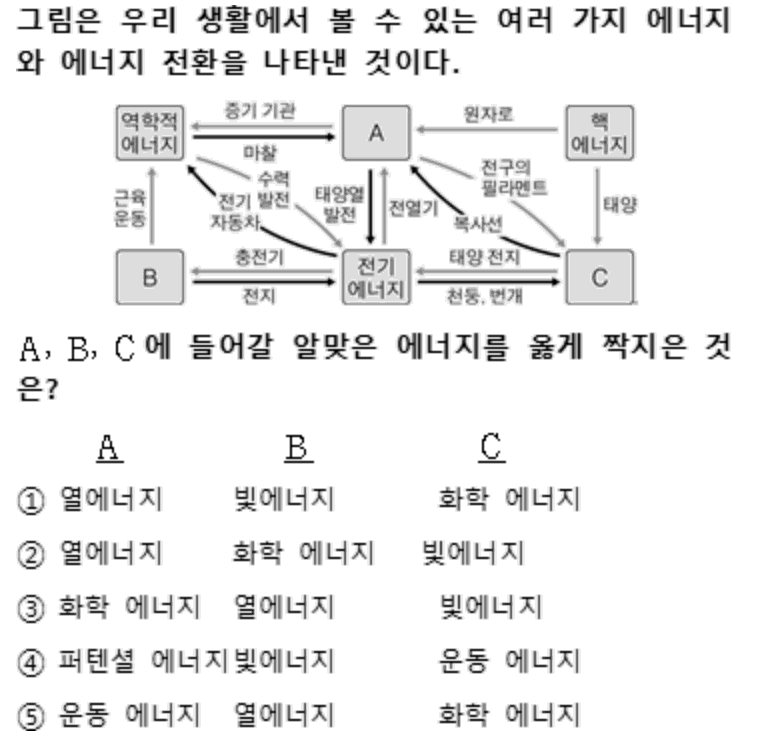 그림은 우리 생활에서 볼 수 있는 여러 가지 에너지
와 에너지 전환을 나타낸 것이다.
역학적
에너지
증기 기관
마찰
A
원자로
핵
에너지
근육
운동
수력
발전
전기
자동차
태양열
발전
전열기
전구의
필라멘트
복사선
태양
B
충전기
전지
전기
에너지
태양 전지
천둥, 번개
C
A, B, C에 들어갈 알맞은 에너지를 옳게 짝지은 것
은?
A B C
① 열에너지 빛에너지 화학 에너지
② 열에너지 화학 에너지 빛에너지
③ 화학 에너지 열에너지 빛에너지
④ 퍼텐셜 에너지 빛에너지 운동 에너지
⑤ 운동 에너지 열에너지 화학 에너지